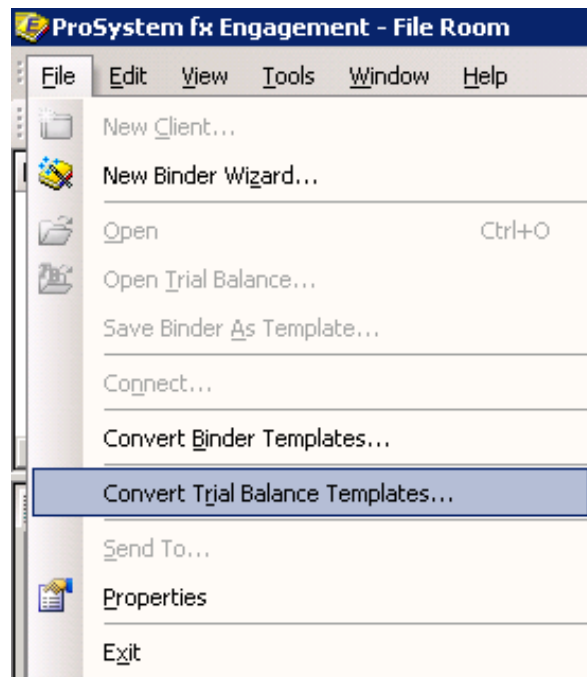 ProSystem fx Engagement - File Room
File Edit View Tools Window Help
New Client...
New Binder Wizard...
Open Ctrl+O
Open Trial Balance...
Save Binder As Template...
Connect...
Convert Binder Templates...
Convert Trial Balance Templates...
Send To...
Properties
Exit